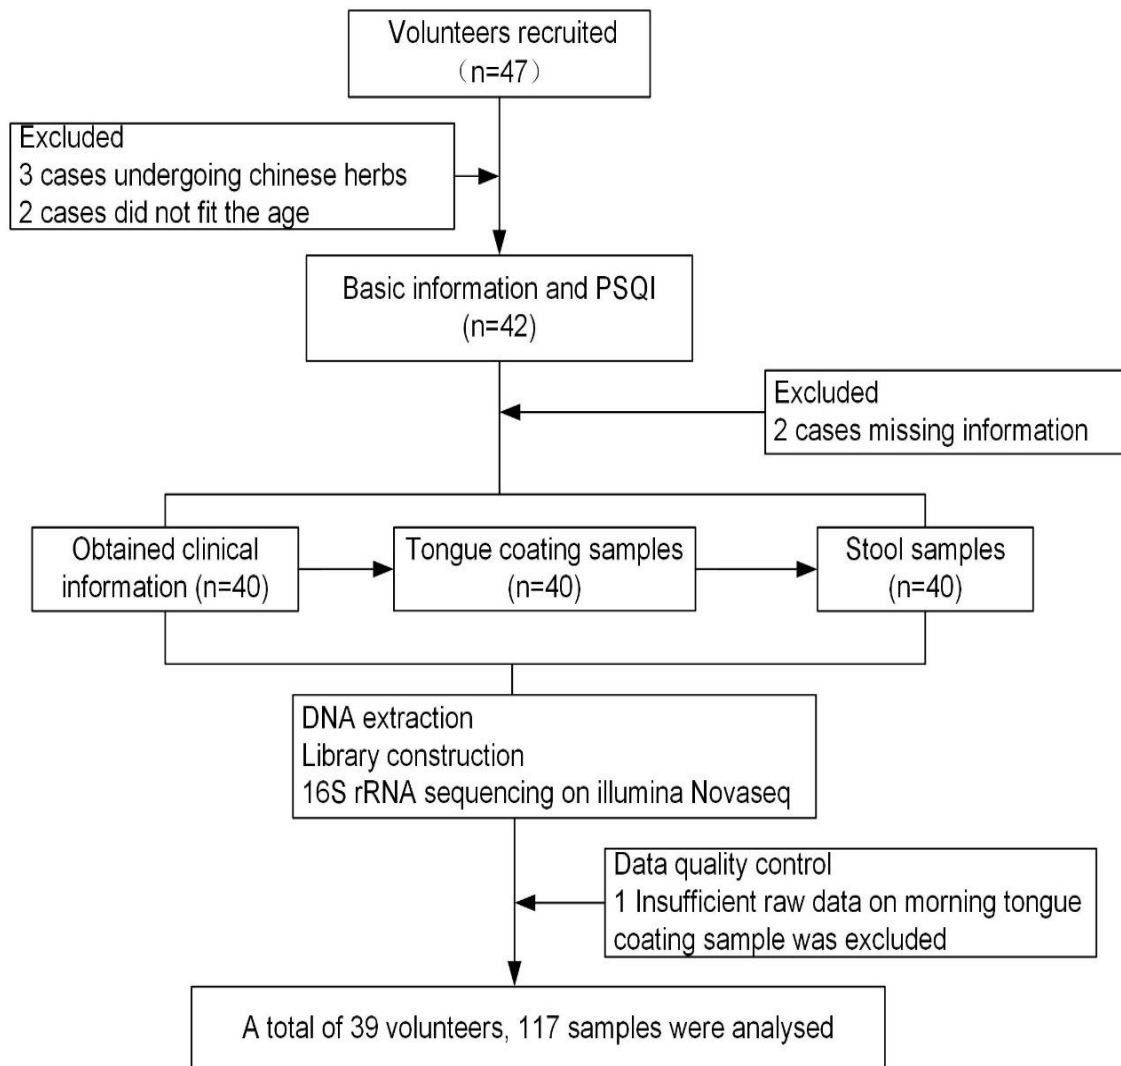 Volunteers recruited
（n=47）
Excluded
3 cases undergoing chinese herbs
2 cases did not fit the age
Basic information and PSQI
(n=42)
Excluded
2 cases missing information
Obtained clinical
information (n=40)
Tongue coating samples
(n=40)
Stool samples
(n=40)
DNA extraction
Library construction
16S rRNA sequencing on illumina Novaseq
Data quality control
1 Insufficient raw data on morning tongue
coating sample was excluded
A total of 39 volunteers, 117 samples were analysed